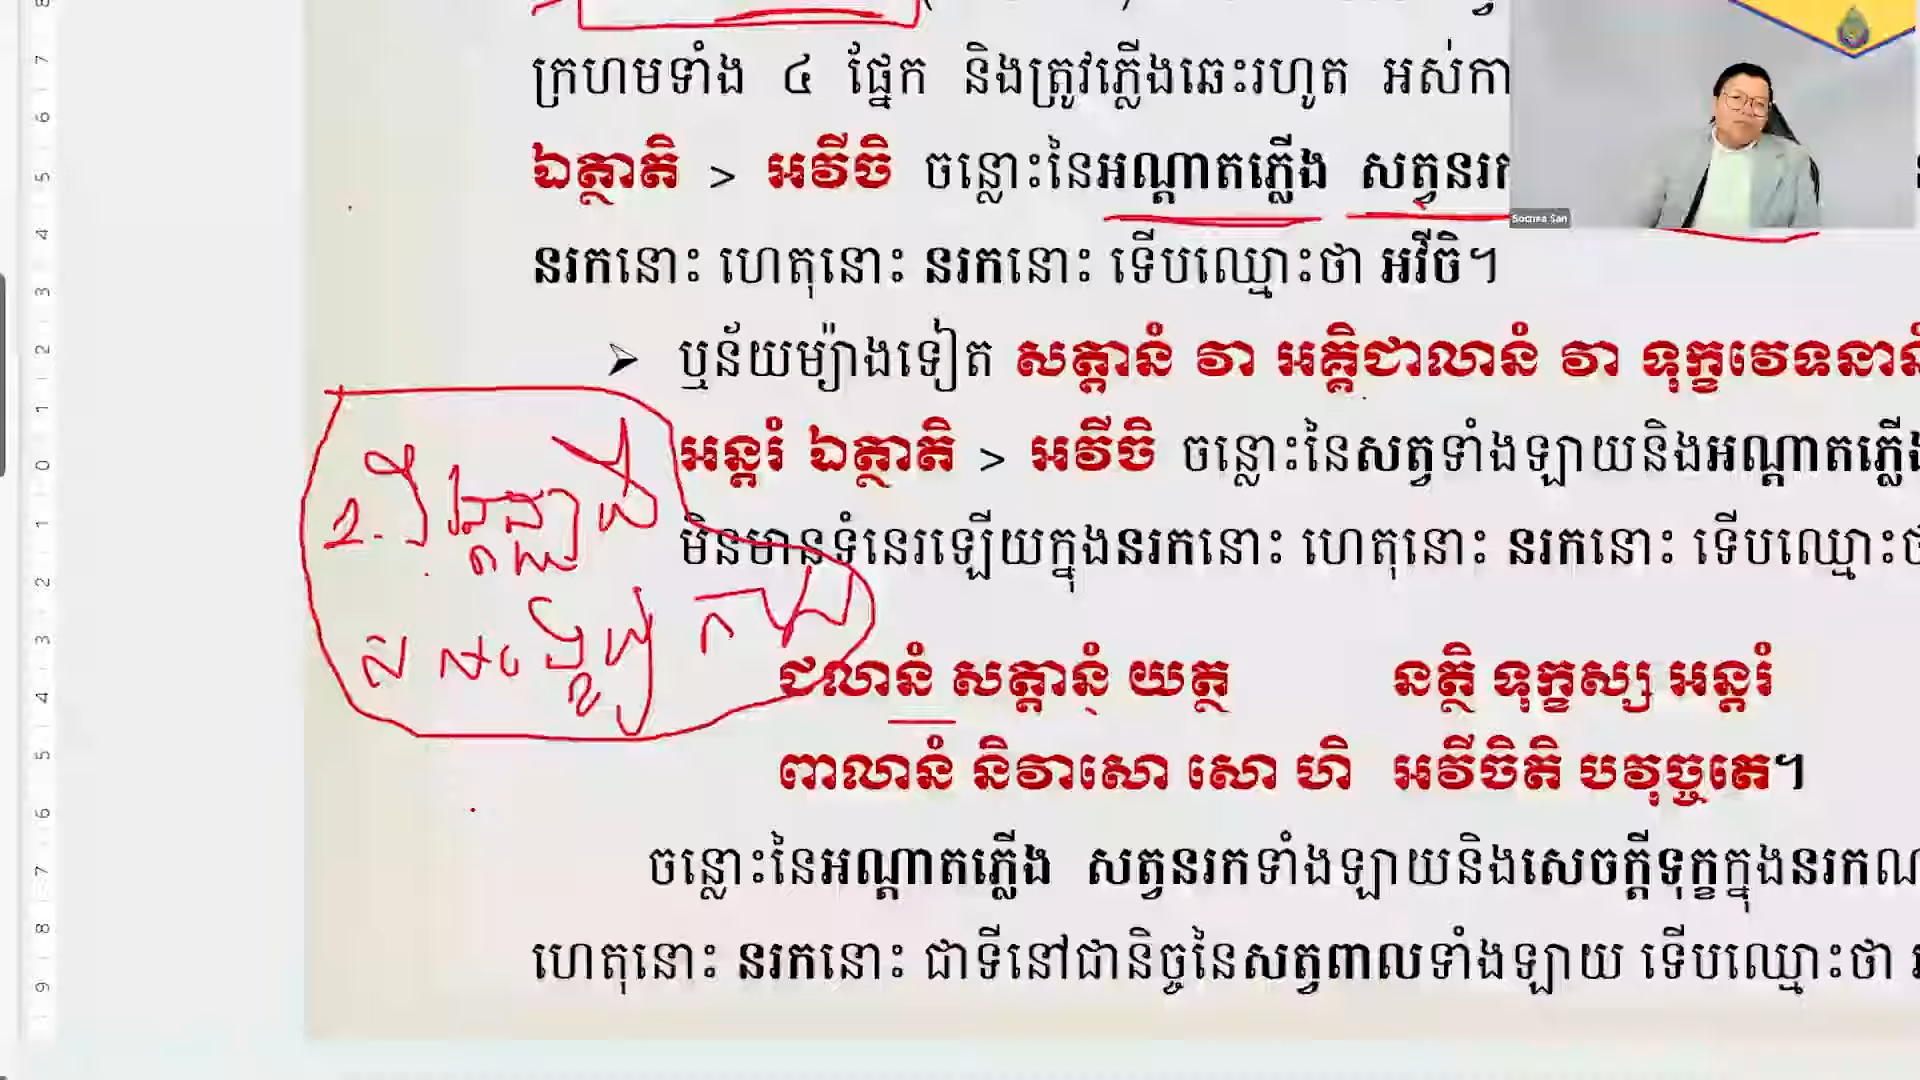 ក្រហមទាំង ៤ ផ្នែក និងត្រូវភ្លើងឆេះរហូត អស់កា
ឯត្ថាតិ > អវីចិ ចន្លោះនៃអណ្តាតភ្លើង សត្វនរក
Sochea San
នរកនោះ ហេតុនោះ នរកនោះ ទើបឈ្មោះថា អវីចិ។
➢ ឬន័យម្យ៉ាងទៀត សត្តានំ វា អគ្គិជាលានំ វា ទុក្ខវេទនានំ
អន្តរំ ឯត្ថាតិ > អវីចិ ចន្លោះនៃសត្វទាំងឡាយនិងអណ្តាតភ្លើង
មិនមានទំនេរឡើយក្នុងនរកនោះ ហេតុនោះ នរកនោះ ទើបឈ្មោះថ
ជលានំ សត្តានំ យត្ថ នត្ថិ ទុក្ខស្ស អន្តរំ
ពាលានំ និវាសោ សោ ហិ អវីចិតិ បវុច្ចតេ។
ចន្លោះនៃអណ្តាតភ្លើង សត្វនរកទាំងឡាយនិងសេចក្តីទុក្ខក្នុងនរកណ
ហេតុនោះ នរកនោះ ជាទីនៅជានិច្ចនៃសត្វពាលទាំងឡាយ ទើបឈ្មោះថា